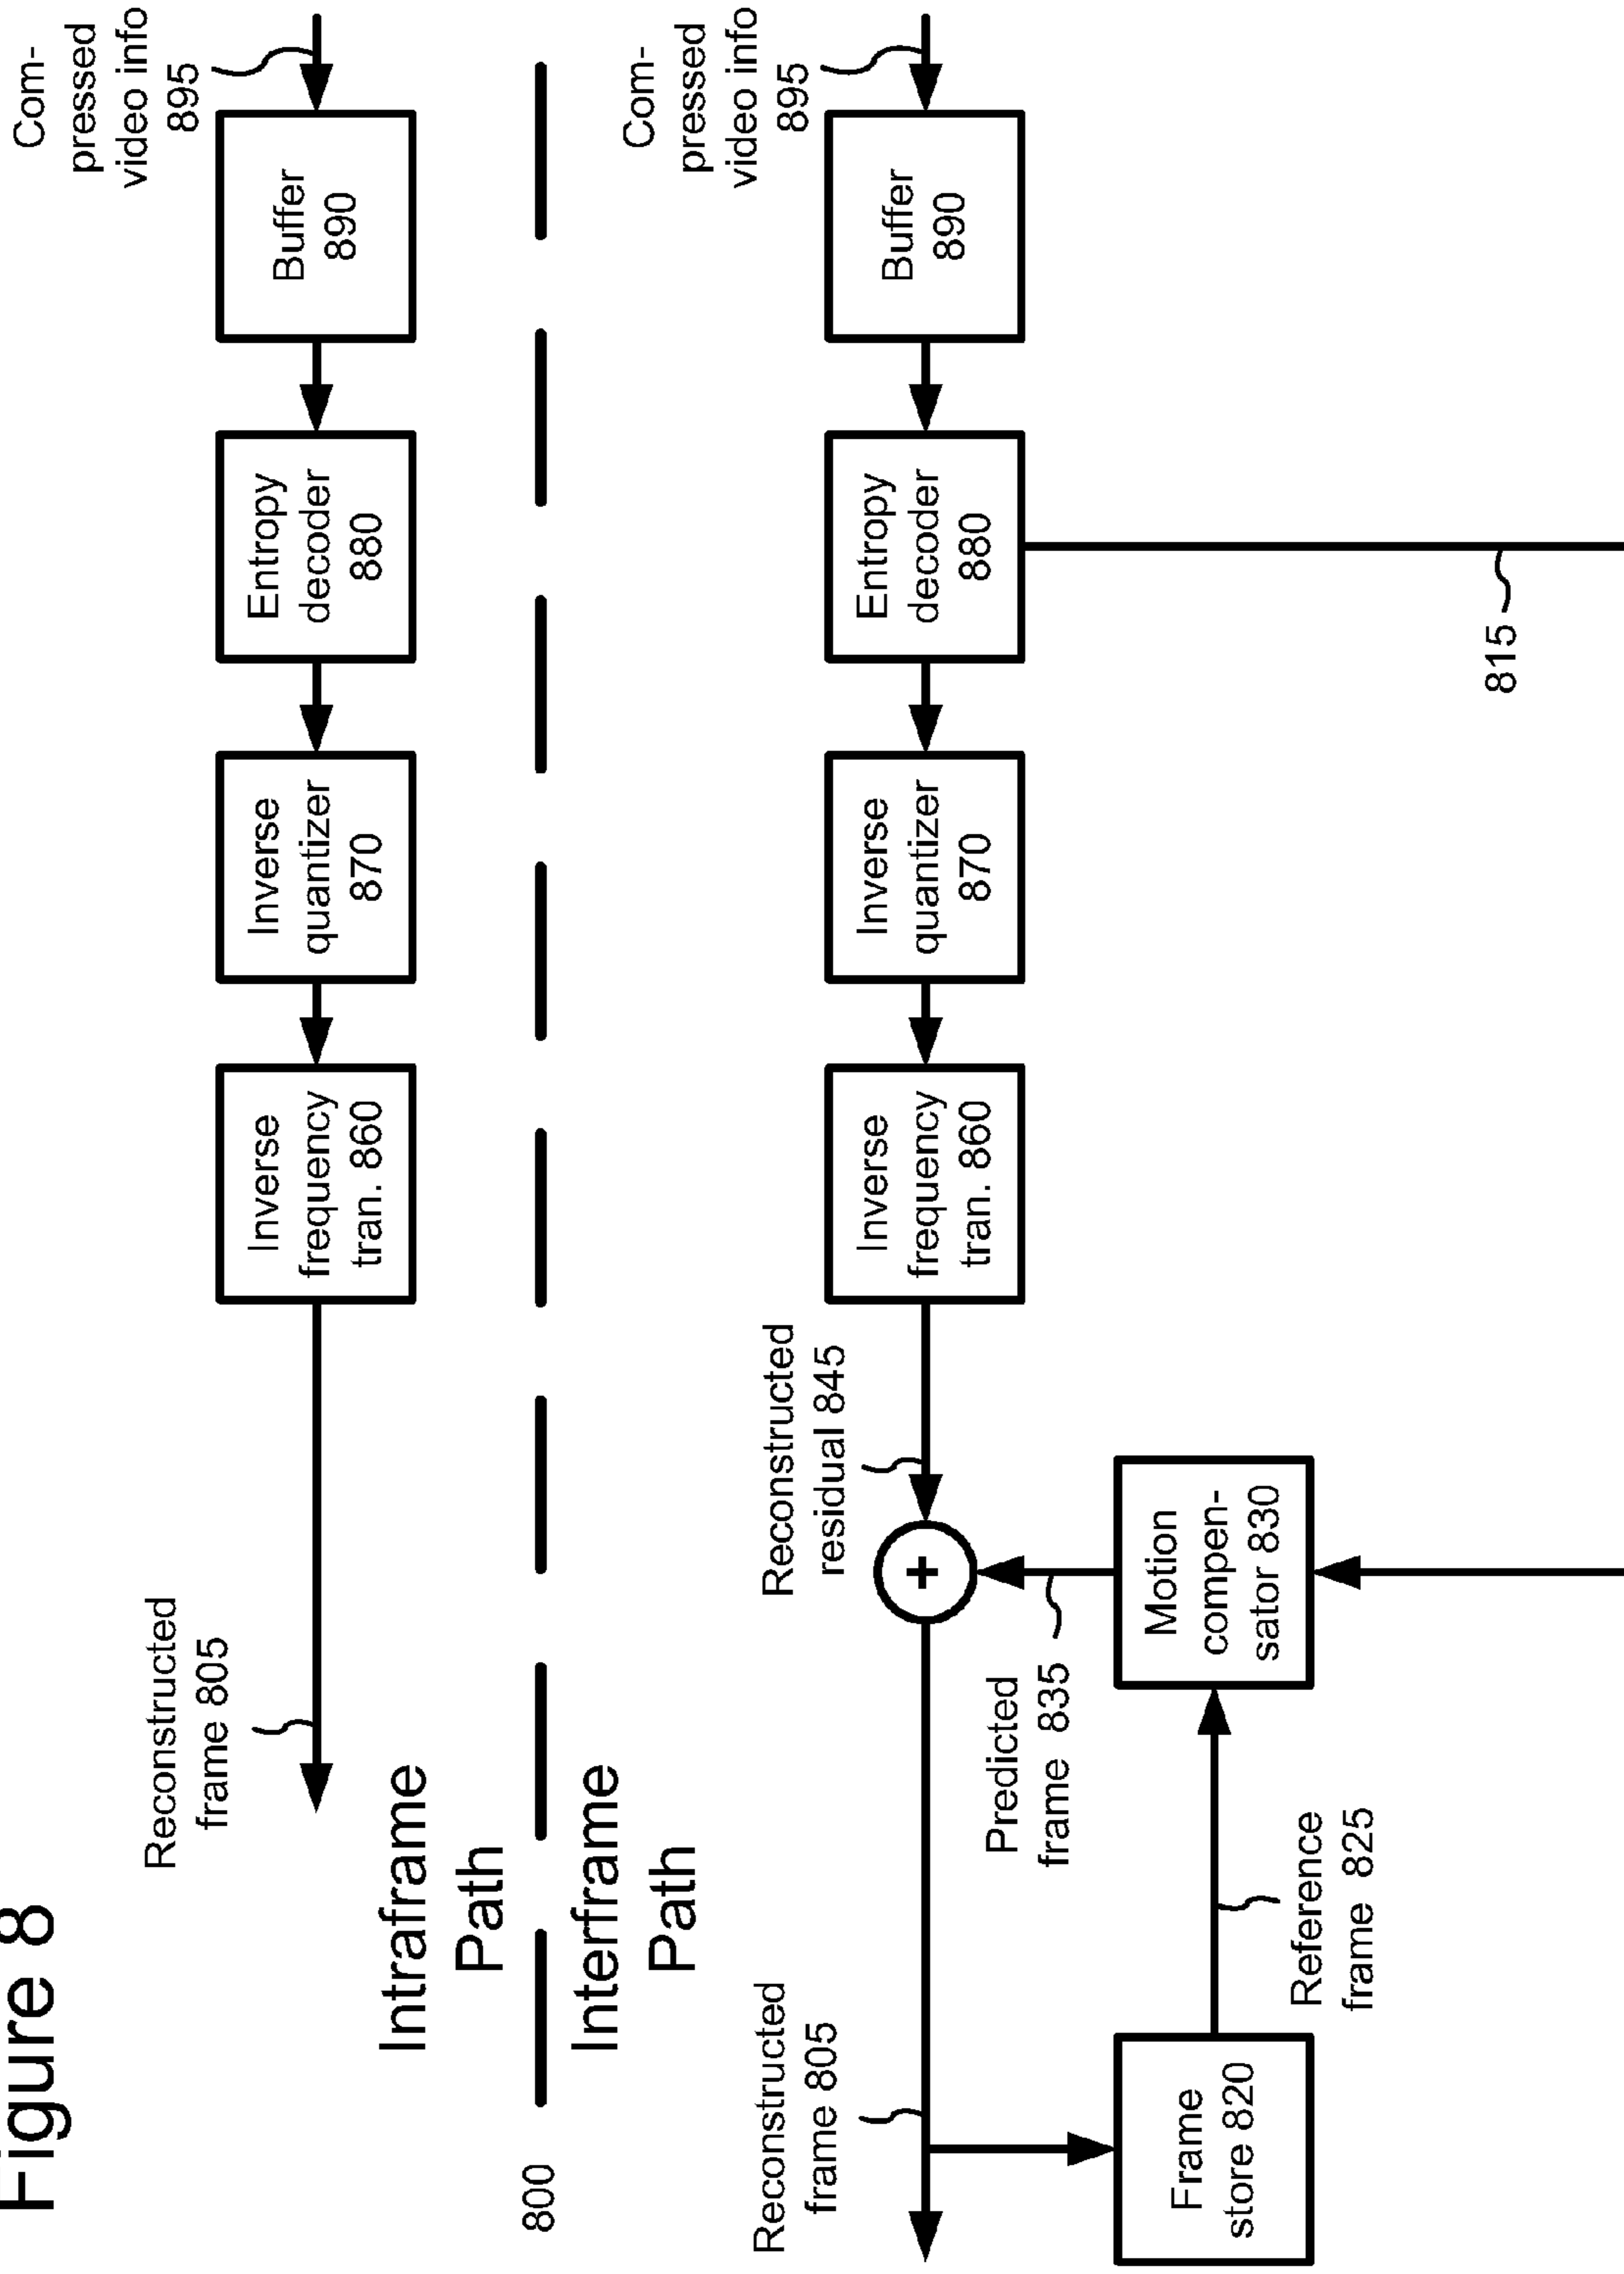 Figure 8
Reconstructed
frame 805
Inverse
frequency
tran. 860
Inverse
quantizer
870
Entropy
decoder
880
Buffer
890
Com-
pressed
video info
895
Intraframe
Path
800
Interframe
Path
Reconstructed
frame 805
Reconstructed
residual 845
Inverse
frequency
tran. 860
Inverse
quantizer
870
Entropy
decoder
880
Buffer
890
Com-
pressed
video info
895
+
Predicted
frame 835
Frame
store 820
Reference
frame 825
Motion
compen-
sator 830
815